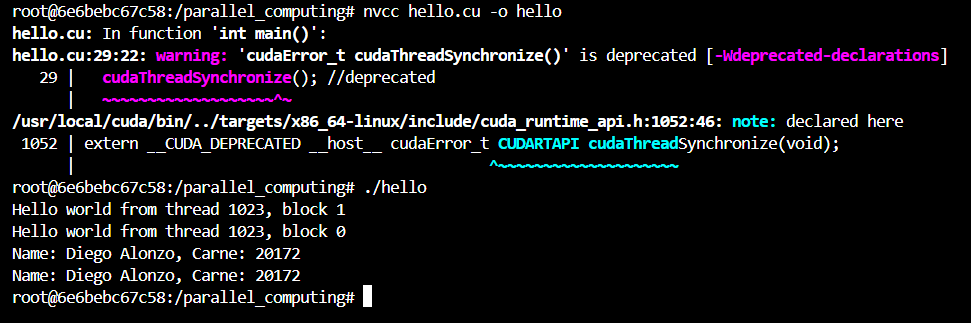 root@6e6bebc67c58:/parallel_computing# nvcc hello.cu -o hello
hello.cu: In function 'int main()':
hello.cu:29:22: warning: 'cudaError_t cudaThreadSynchronize()' is deprecated [-Wdeprecated-declarations]
   29 |   cudaThreadSynchronize(); //deprecated
      |   ~~~~~~~~~~~~~~~~~~~^~
/usr/local/cuda/bin/../targets/x86_64-linux/include/cuda_runtime_api.h:1052:46: note: declared here
 1052 | extern __CUDA_DEPRECATED __host__ cudaError_t CUDARTAPI cudaThreadSynchronize(void);
      |                                              ^~~~~~~~~~~~~~~~~~~~~
root@6e6bebc67c58:/parallel_computing# ./hello
Hello world from thread 1023, block 1
Hello world from thread 1023, block 0
Name: Diego Alonzo, Carne: 20172
Name: Diego Alonzo, Carne: 20172
root@6e6bebc67c58:/parallel_computing#